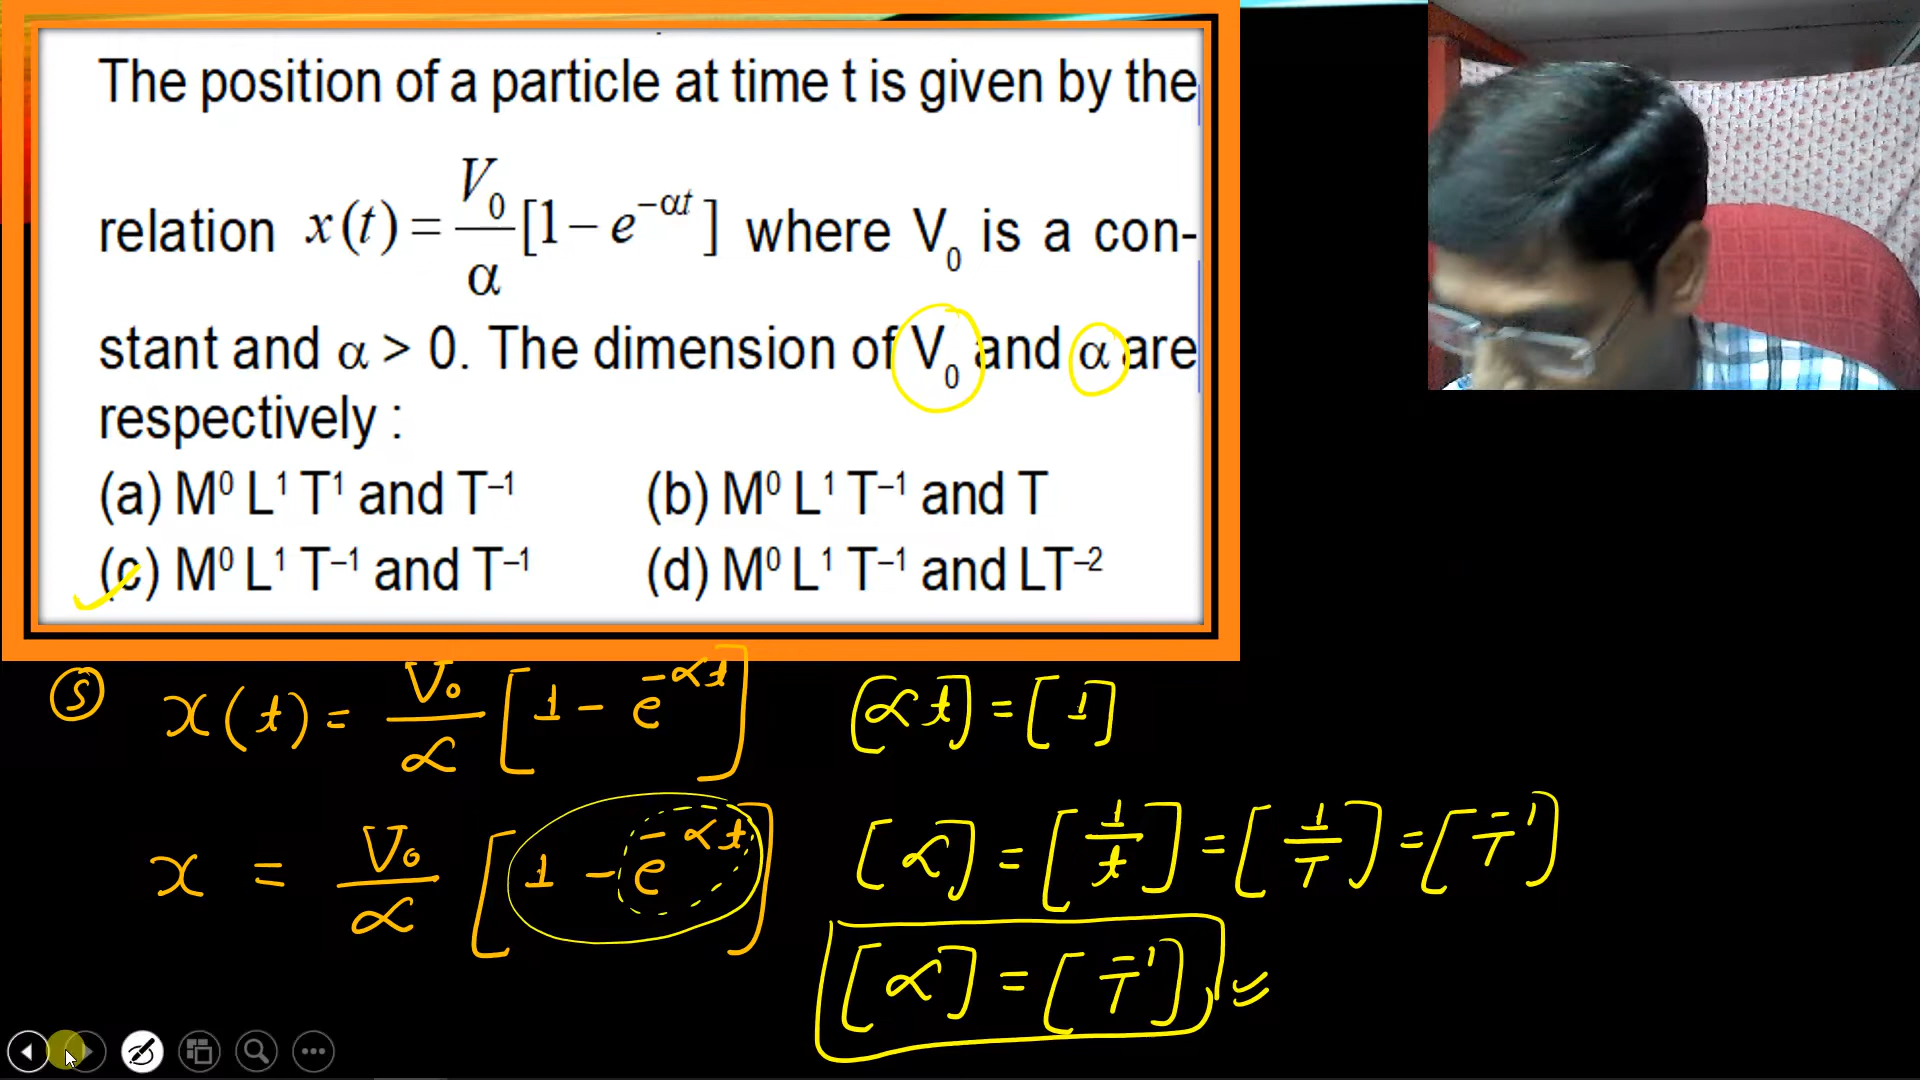 The position of a particle at time t is given by the
relation x(t) = V₀/α [1 – e^–αt] where V₀ is a con-
stant and α > 0. The dimension of V₀ and α are
respectively :
(a) M⁰ L¹ T¹ and T⁻¹ (b) M⁰ L¹ T⁻¹ and T
(c) M⁰ L¹ T⁻¹ and T⁻¹ (d) M⁰ L¹ T⁻¹ and LT⁻²
(5) x(t) = V₀/α [1 – e^–αt] [αt] = [1]
x = V₀/α [1 – e^–αt] [α] = [1/t] = [1/T] = [T⁻¹]
[α] = [T⁻¹]